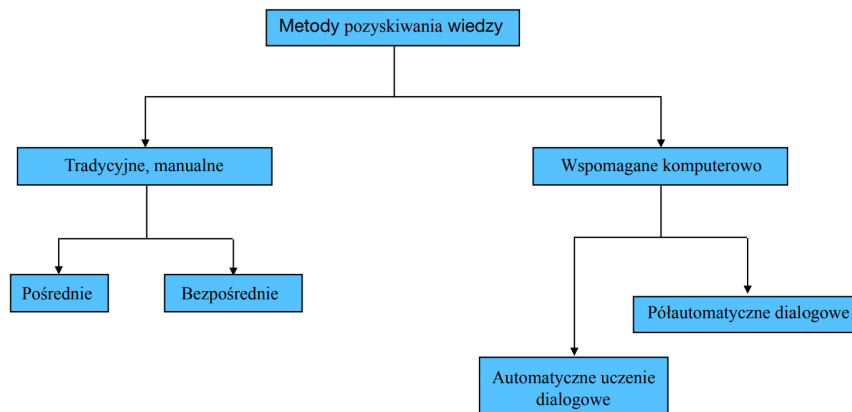 Metody pozyskiwania wiedzy
Tradycyjne, manualne
Wspomagane komputerowo
Pośrednie
Bezpośrednie
Półautomatyczne dialogowe
Automatyczne uczenie
dialogowe